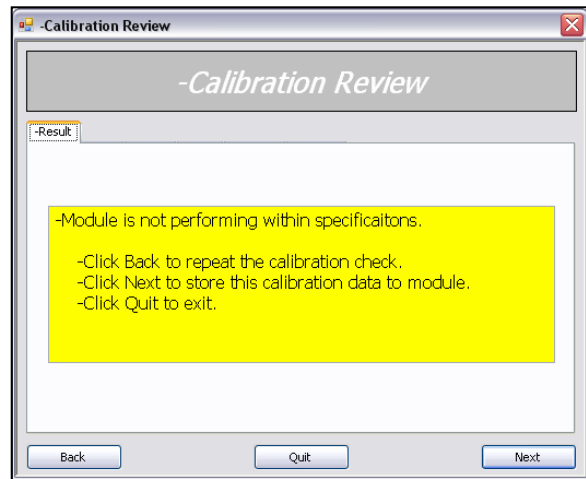 -Calibration Review
-Calibration Review
-Result
-Module is not performing within specificaitons.
-Click Back to repeat the calibration check.
-Click Next to store this calibration data to module.
-Click Quit to exit.
Back Quit Next